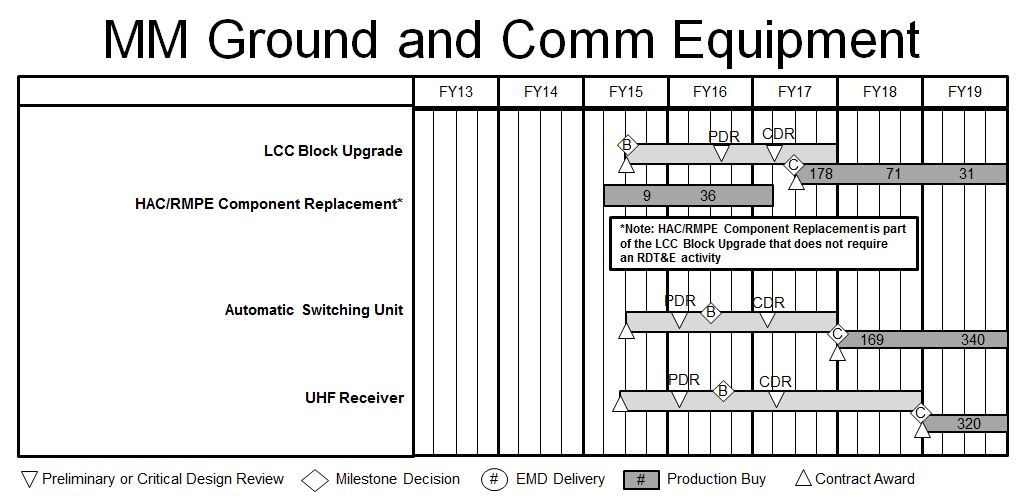 MM Ground and Comm Equipment
FY13 FY14 FY15 FY16 FY17 FY18 FY19
PDR CDR
B
LCC Block Upgrade
C
178 71 31
HAC/RMPE Component Replacement*
9 36
*Note: HAC/RMPE Component Replacement is part
of the LCC Block Upgrade that does not require
an RDT&E activity
PDR CDR
Automatic Switching Unit
B
C
169 340
PDR CDR
B
UHF Receiver
C
320
Preliminary or Critical Design Review Milestone Decision # EMD Delivery # Production Buy Contract Award